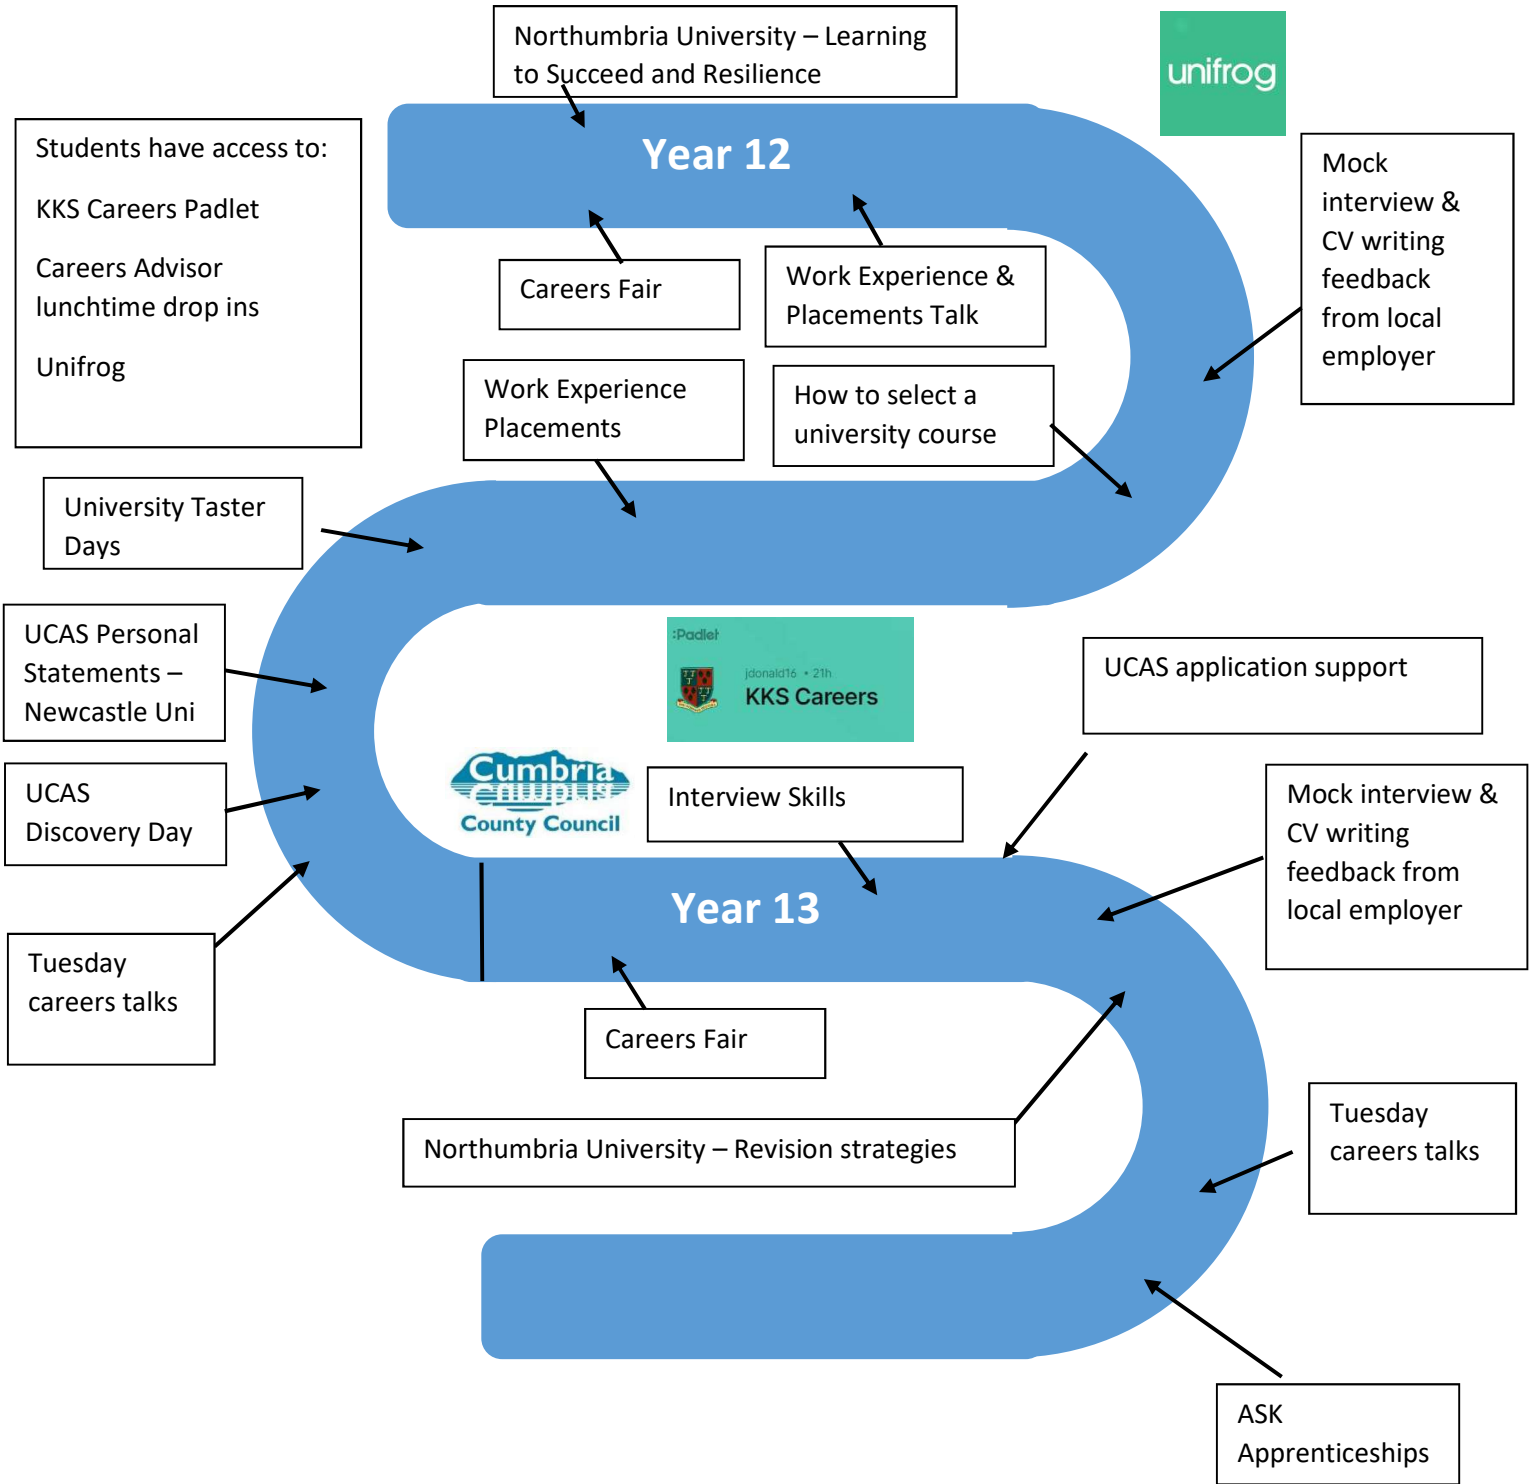 Northumbria University – Learning
to Succeed and Resilience
unifrog
Students have access to:
KKS Careers Padlet
Careers Advisor
lunchtime drop ins
Unifrog
Year 12
Mock
interview &
CV writing
feedback
from local
employer
Careers Fair
Work Experience &
Placements Talk
Work Experience
Placements
How to select a
university course
University Taster
Days
UCAS Personal
Statements –
Newcastle Uni
:Padlet
jdonald16 • 21h
KKS Careers
UCAS application support
Cumbria
County Council
UCAS
Discovery Day
Interview Skills
Mock interview &
CV writing
feedback from
local employer
Year 13
Tuesday
careers talks
Careers Fair
Northumbria University – Revision strategies
Tuesday
careers talks
ASK
Apprenticeships